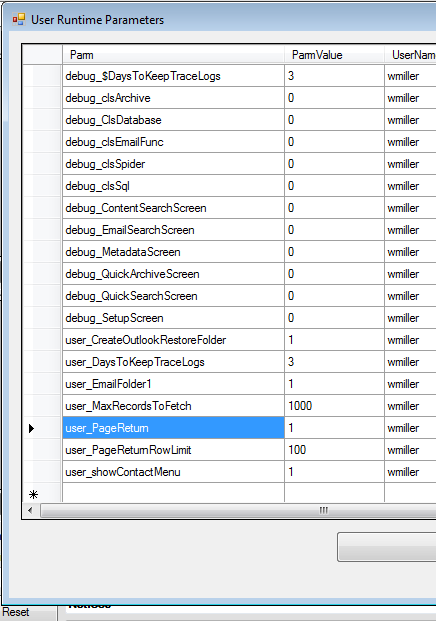 User Runtime Parameters
Parm ParmValue UserName
debug_$DaysToKeepTraceLogs 3 wmiller
debug_clsArchive 0 wmiller
debug_ClsDatabase 0 wmiller
debug_clsEmailFunc 0 wmiller
debug_clsSpider 0 wmiller
debug_clsSql 0 wmiller
debug_ContentSearchScreen 0 wmiller
debug_EmailSearchScreen 0 wmiller
debug_MetadataScreen 0 wmiller
debug_QuickArchiveScreen 0 wmiller
debug_QuickSearchScreen 0 wmiller
debug_SetupScreen 0 wmiller
user_CreateOutlookRestoreFolder 1 wmiller
user_DaysToKeepTraceLogs 3 wmiller
user_EmailFolder1 1 wmiller
user_MaxRecordsToFetch 1000 wmiller
user_PageReturn 1 wmiller
user_PageReturnRowLimit 100 wmiller
user_showContactMenu 1 wmiller
Reset